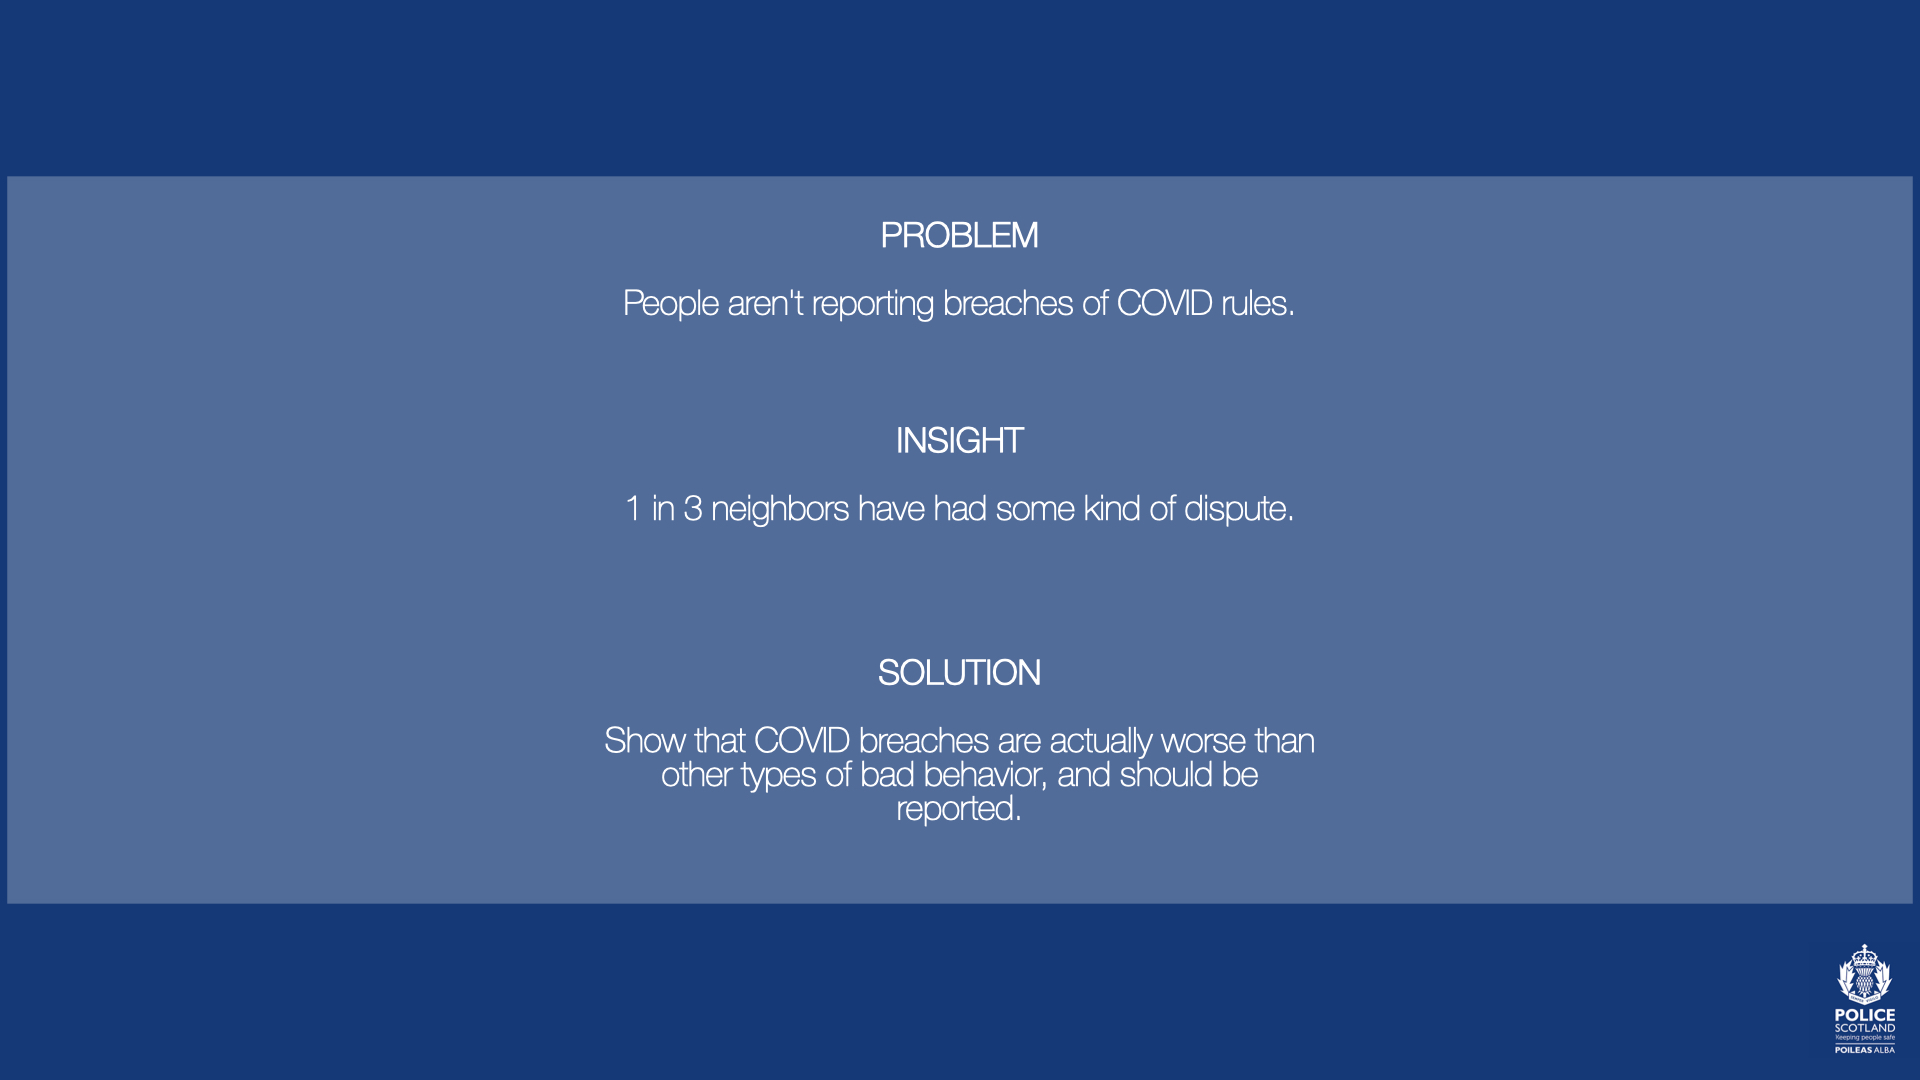 PROBLEM
People aren't reporting breaches of COVID rules.
INSIGHT
1 in 3 neighbors have had some kind of dispute.
SOLUTION
Show that COVID breaches are actually worse than
other types of bad behavior, and should be
reported.
POLICE
SCOTLAND
Keeping people safe
POILEAS ALBA